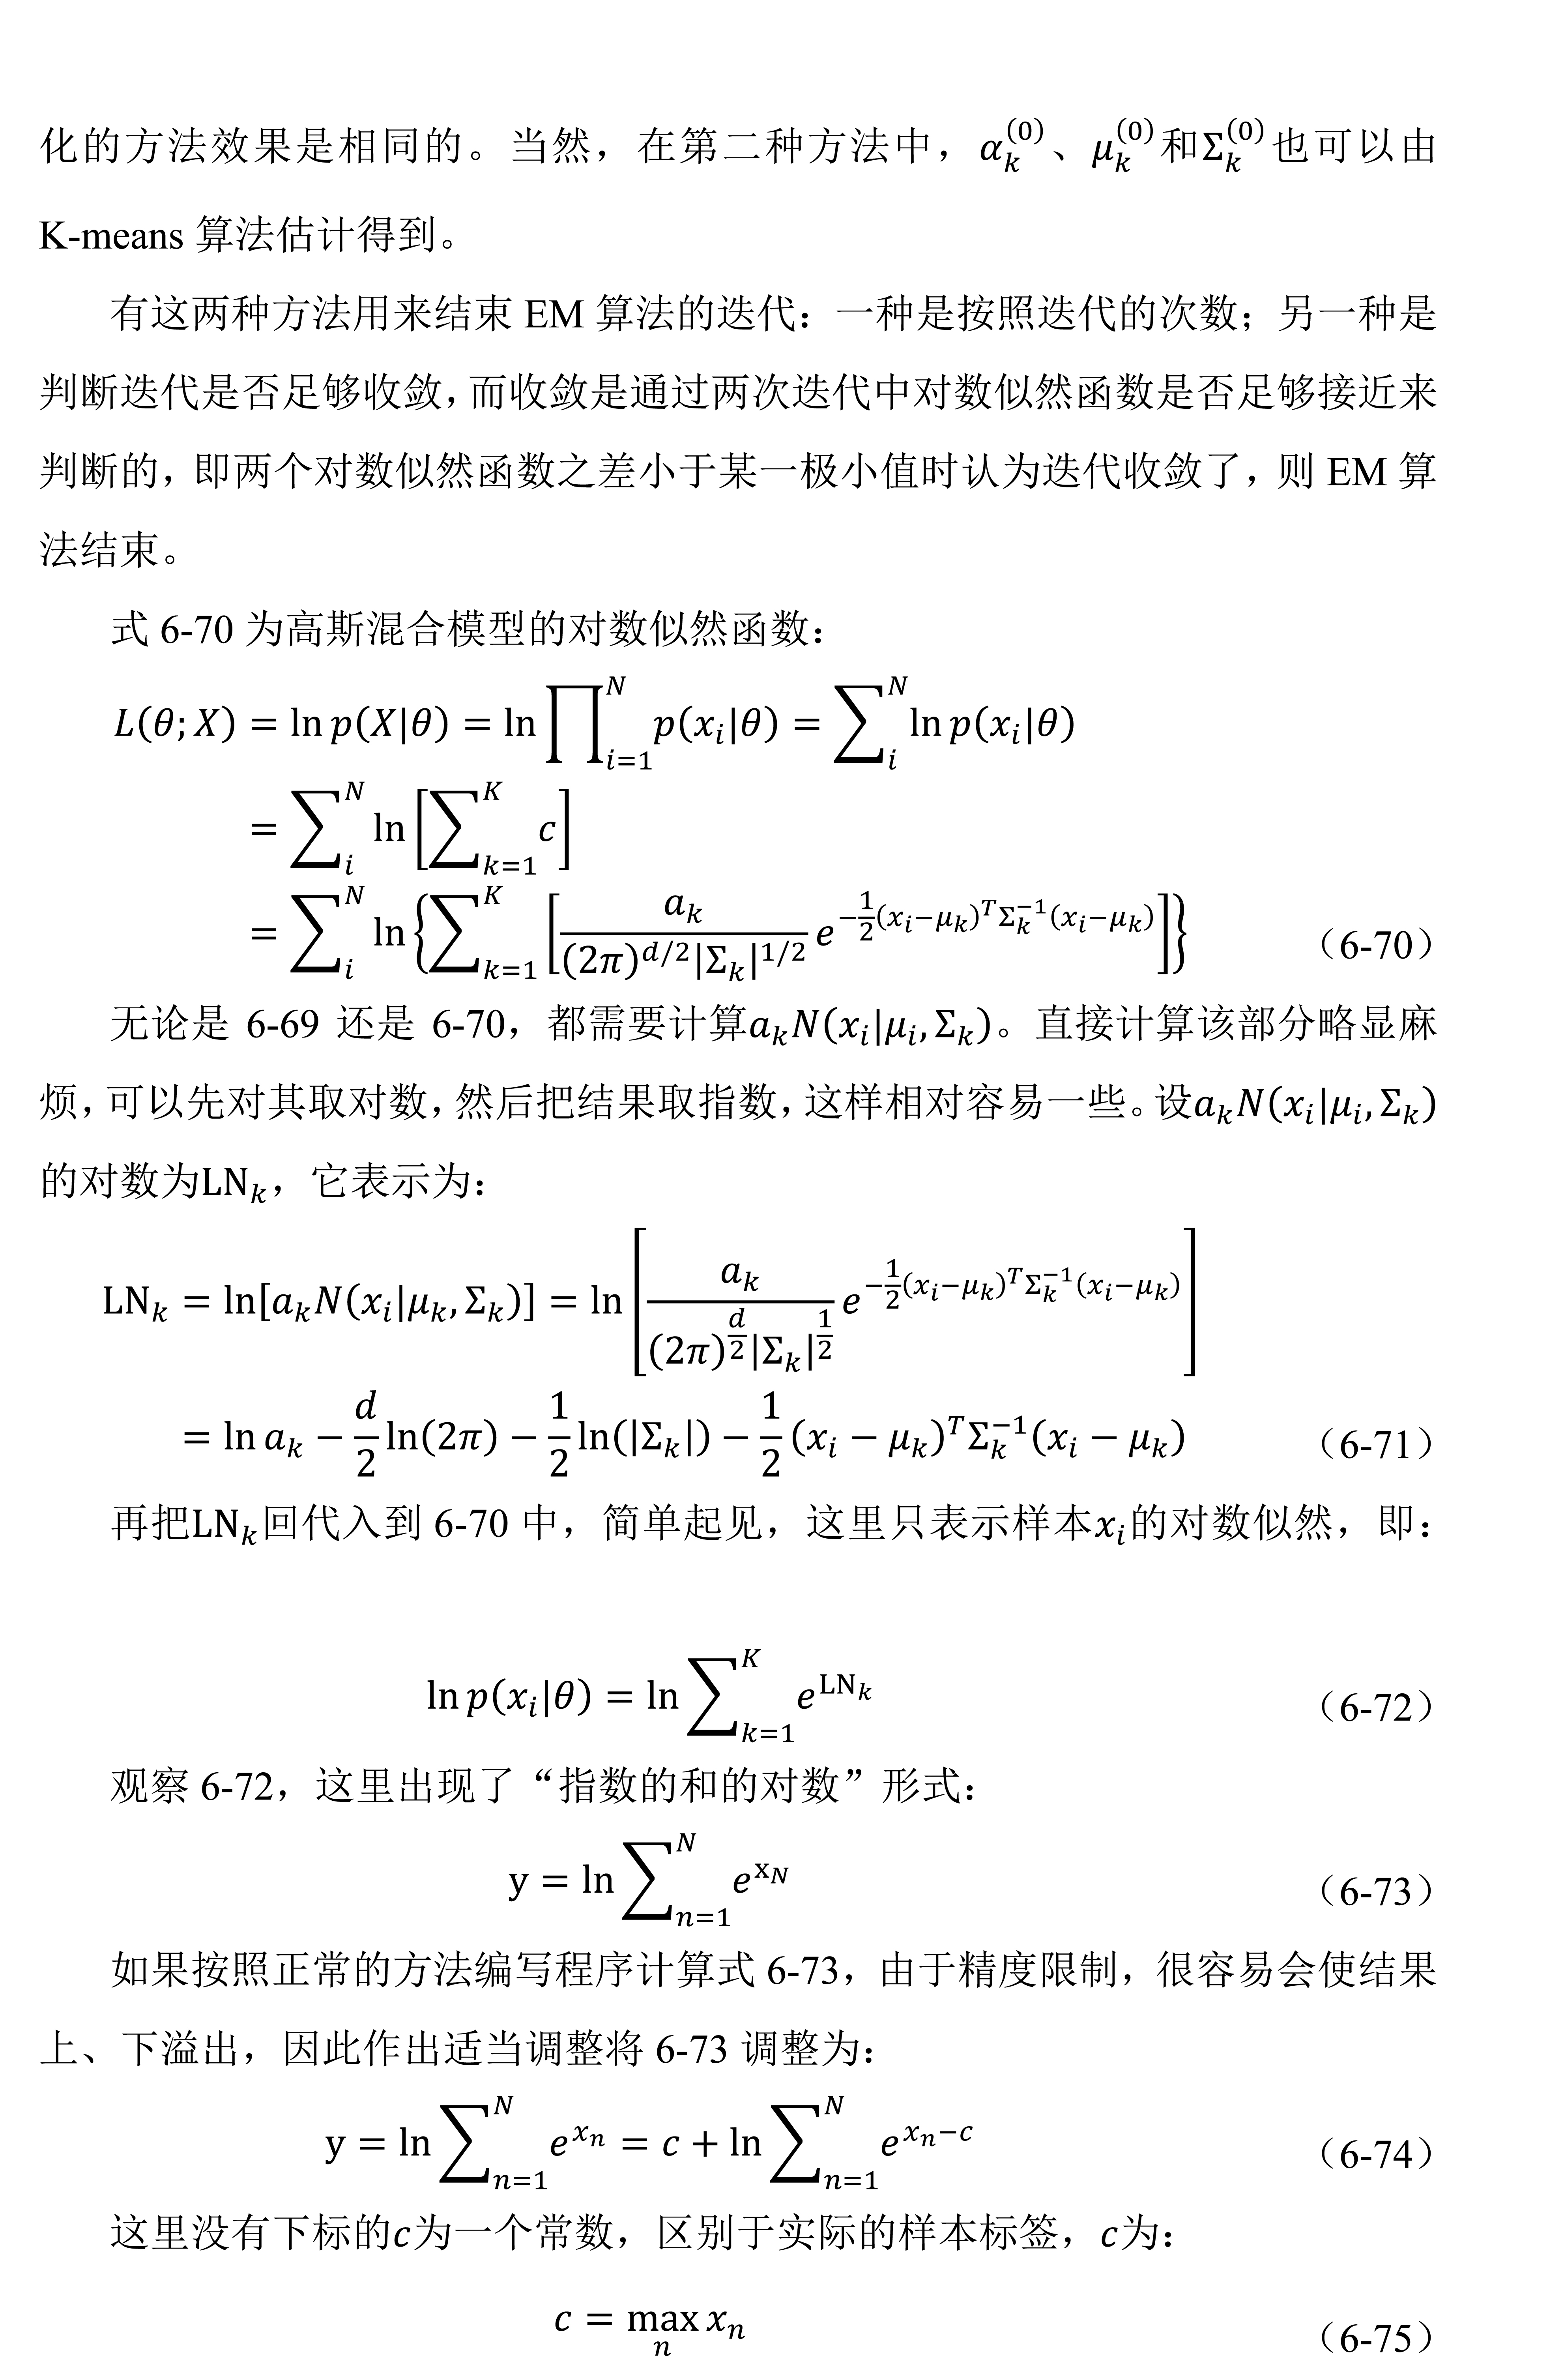 化的方法效果是相同的。当然，在第二种方法中，$\alpha_k^{(0)}$、$\mu_k^{(0)}$和$\Sigma_k^{(0)}$也可以由
K-means 算法估计得到。
有这两种方法用来结束 EM 算法的迭代：一种是按照迭代的次数；另一种是
判断迭代是否足够收敛，而收敛是通过两次迭代中对数似然函数是否足够接近来
判断的，即两个对数似然函数之差小于某一极小值时认为迭代收敛了，则 EM 算
法结束。
式 6-70 为高斯混合模型的对数似然函数：
$L(\theta;X) = \ln p(X|\theta) = \ln \prod_{i=1}^{N} p(x_i|\theta) = \sum_{i}^{N} \ln p(x_i|\theta)$
$= \sum_{i}^{N} \ln \left[ \sum_{k=1}^{K} c \right]$
$= \sum_{i}^{N} \ln \left\{ \sum_{k=1}^{K} \left[ \frac{a_k}{(2\pi)^{d/2}|\Sigma_k|^{1/2}} e^{-\frac{1}{2}(x_i-\mu_k)^T\Sigma_k^{-1}(x_i-\mu_k)} \right] \right\}$ （6-70）
无论是 6-69 还是 6-70，都需要计算$a_k N(x_i|\mu_i,\Sigma_k)$。直接计算该部分略显麻
烦，可以先对其取对数，然后把结果取指数，这样相对容易一些。设$a_k N(x_i|\mu_i,\Sigma_k)$
的对数为$\mathrm{LN}_k$，它表示为：
$\mathrm{LN}_k = \ln[a_k N(x_i|\mu_k,\Sigma_k)] = \ln \left[ \frac{a_k}{(2\pi)^{\frac{d}{2}}|\Sigma_k|^{\frac{1}{2}}} e^{-\frac{1}{2}(x_i-\mu_k)^T\Sigma_k^{-1}(x_i-\mu_k)} \right]$
$= \ln a_k - \frac{d}{2}\ln(2\pi) - \frac{1}{2}\ln(|\Sigma_k|) - \frac{1}{2}(x_i-\mu_k)^T\Sigma_k^{-1}(x_i-\mu_k)$ （6-71）
再把$\mathrm{LN}_k$回代入到 6-70 中，简单起见，这里只表示样本$x_i$的对数似然，即：
$\ln p(x_i|\theta) = \ln \sum_{k=1}^{K} e^{\mathrm{LN}_k}$ （6-72）
观察 6-72，这里出现了“指数的和的对数”形式：
$\mathrm{y} = \ln \sum_{n=1}^{N} e^{\mathrm{x}_N}$ （6-73）
如果按照正常的方法编写程序计算式 6-73，由于精度限制，很容易会使结果
上、下溢出，因此作出适当调整将 6-73 调整为：
$\mathrm{y} = \ln \sum_{n=1}^{N} e^{x_n} = c + \ln \sum_{n=1}^{N} e^{x_n-c}$ （6-74）
这里没有下标的$c$为一个常数，区别于实际的样本标签，$c$为：
$c = \max_{n} x_n$ （6-75）